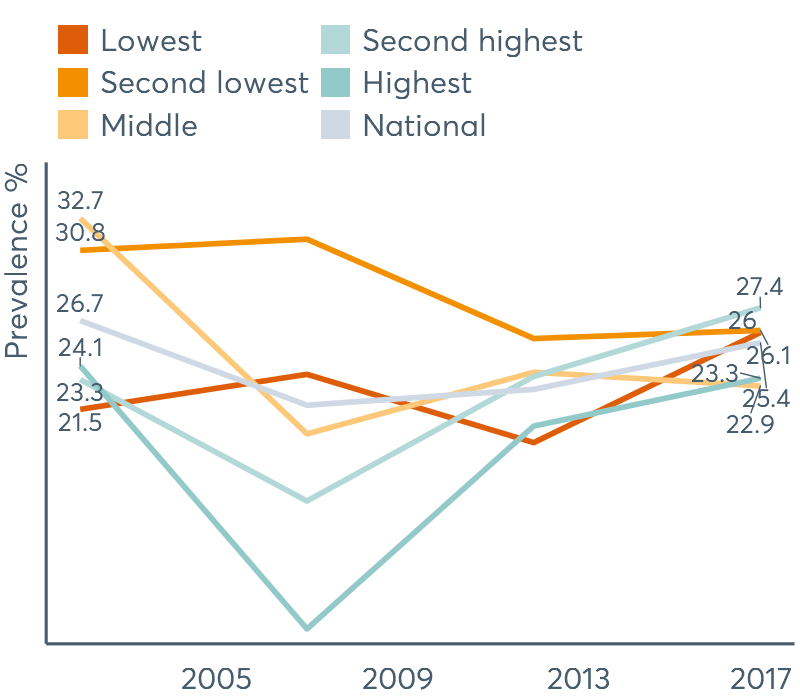 Lowest
Second highest
Second lowest
Highest
Middle
National
Prevalence %
32.7
30.8
26.7
24.1
23.3
21.5
27.4
26
26.1
23.3
25.4
22.9
2005
2009
2013
2017